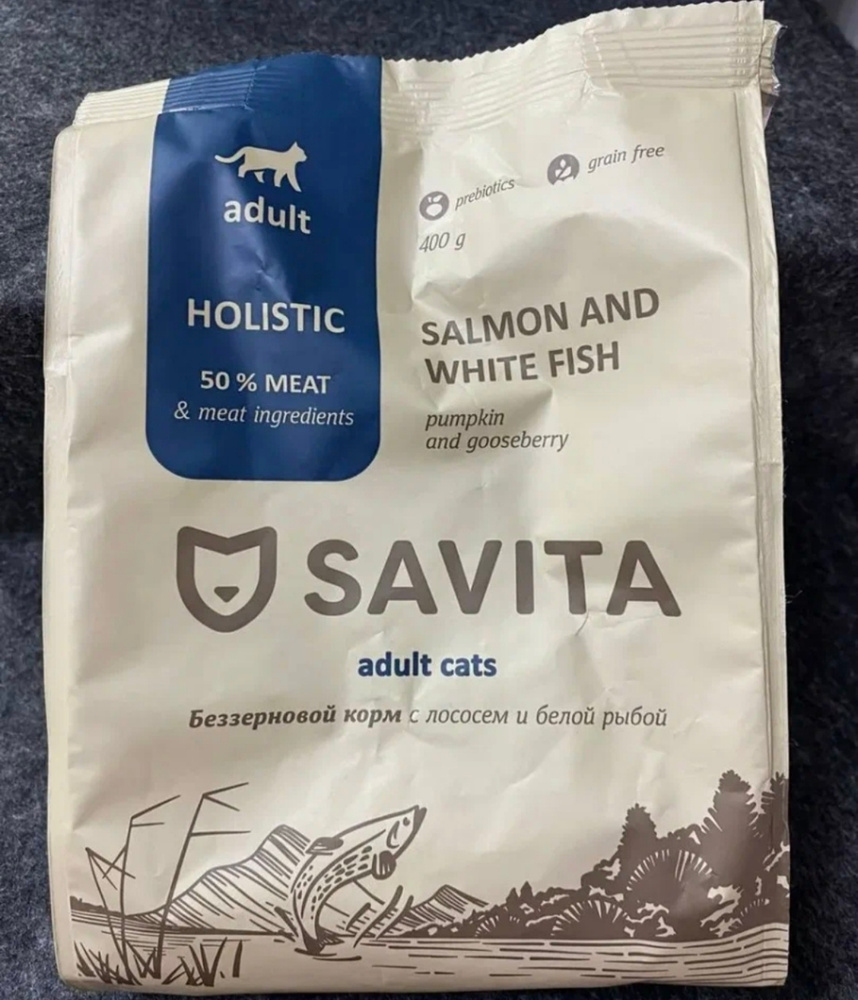 adult
HOLISTIC
50 % MEAT
& meat ingredients
prebiotics
grain free
400 g
SALMON AND
WHITE FISH
pumpkin
and gooseberry
SAVITA
adult cats
Беззерновой корм с лососем и белой рыбой